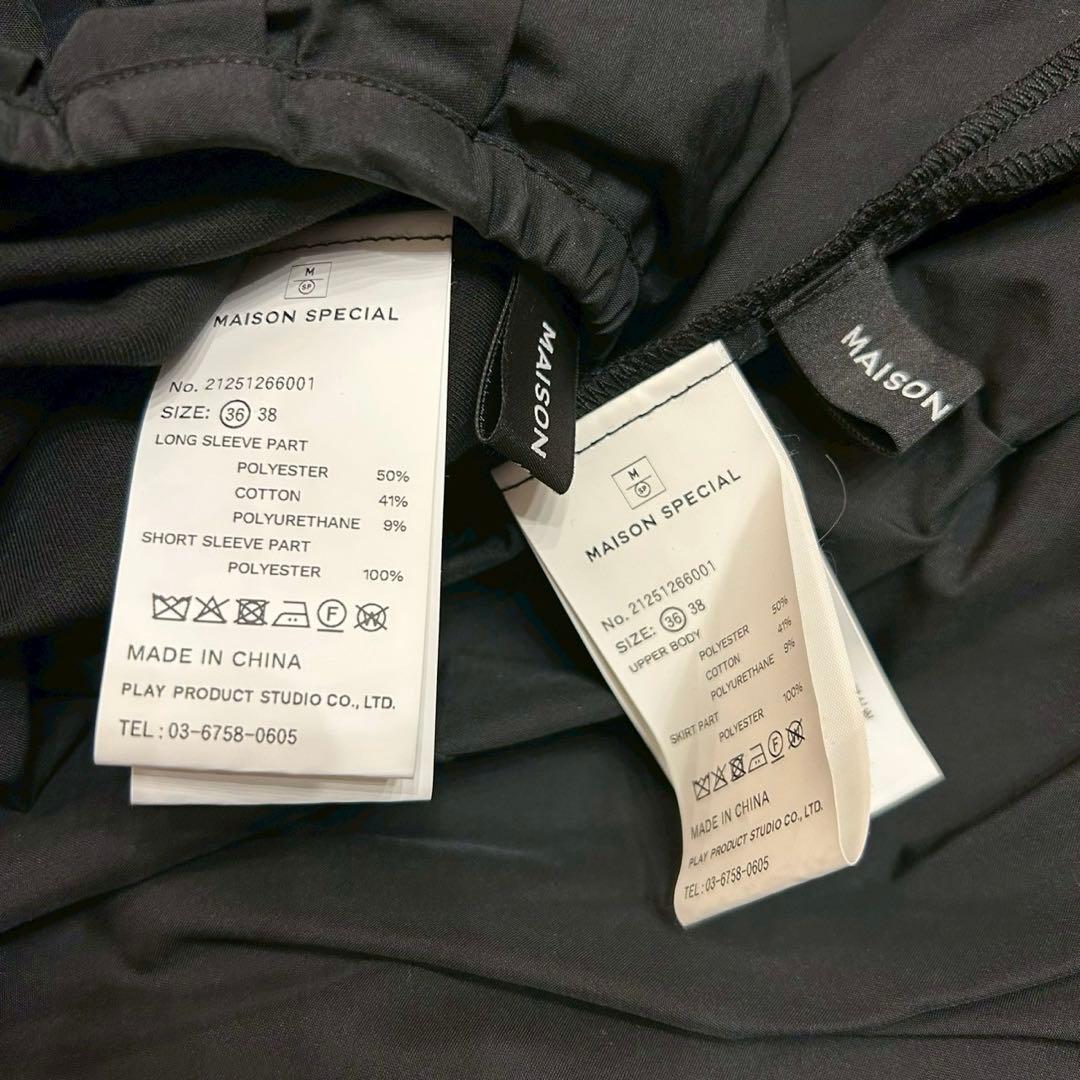 M
SP
MAISON SPECIAL
No. 21251266001
SIZE: 36 38
LONG SLEEVE PART
POLYESTER 50%
COTTON 41%
POLYURETHANE 9%
SHORT SLEEVE PART
POLYESTER 100%
F
W
MADE IN CHINA
PLAY PRODUCT STUDIO CO., LTD.
TEL : 03-6758-0605
MAISON
M
SP
MAISON SPECIAL
No. 21251266001
SIZE: 36 38
UPPER BODY
POLYESTER 50%
COTTON 41%
POLYURETHANE 9%
SKIRT PART
POLYESTER 100%
F
W
MADE IN CHINA
PLAY PRODUCT STUDIO CO., LTD.
TEL : 03-6758-0605
MAISON